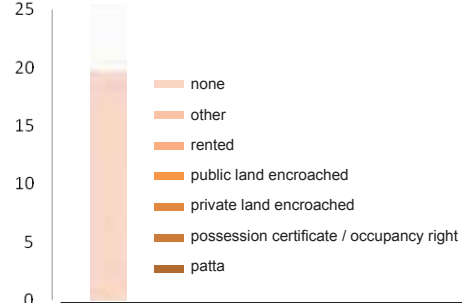 25
20
15
10
5
0
none
other
rented
public land encroached
private land encroached
possession certificate / occupancy right
patta